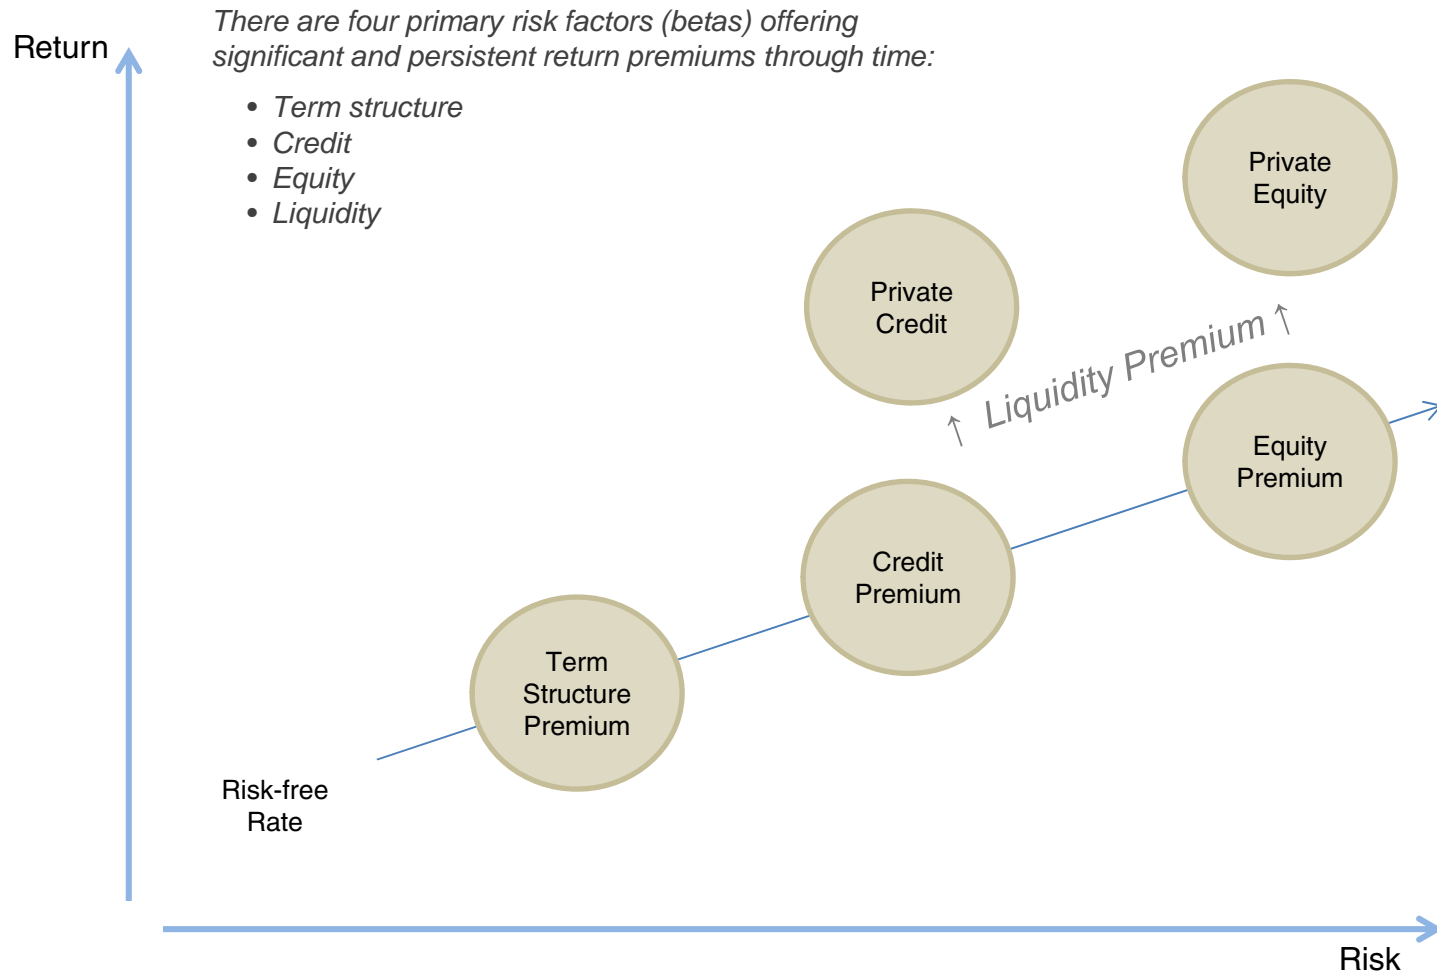 Return
There are four primary risk factors (betas) offering
significant and persistent return premiums through time:
• Term structure
• Credit
• Equity
• Liquidity
Private
Equity
Private
Credit
↑ Liquidity Premium ↑
Equity
Premium
Credit
Premium
Term
Structure
Premium
Risk-free
Rate
Risk